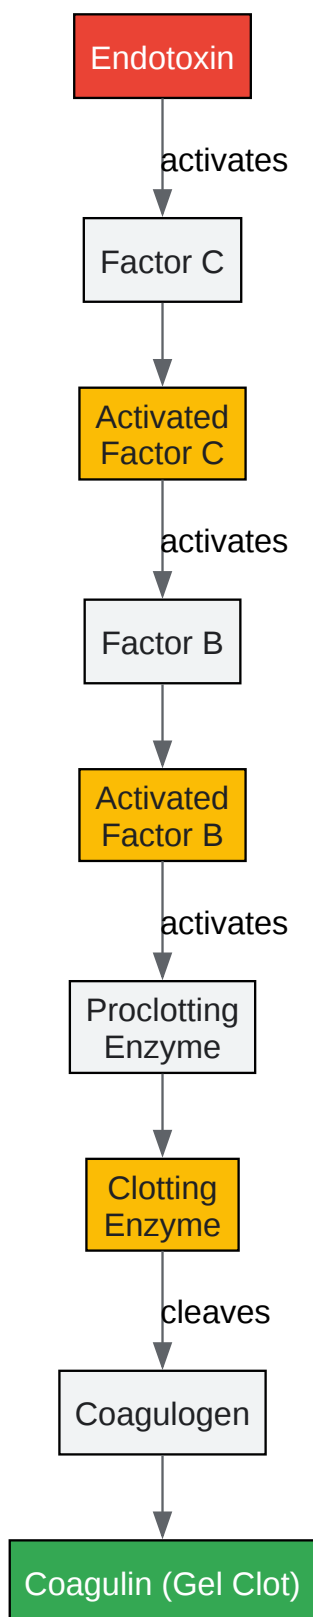 Endotoxin
activates
Factor C
Activated
Factor C
activates
Factor B
Activated
Factor B
activates
Proclotting
Enzyme
Clotting
Enzyme
cleaves
Coagulogen
Coagulin (Gel Clot)